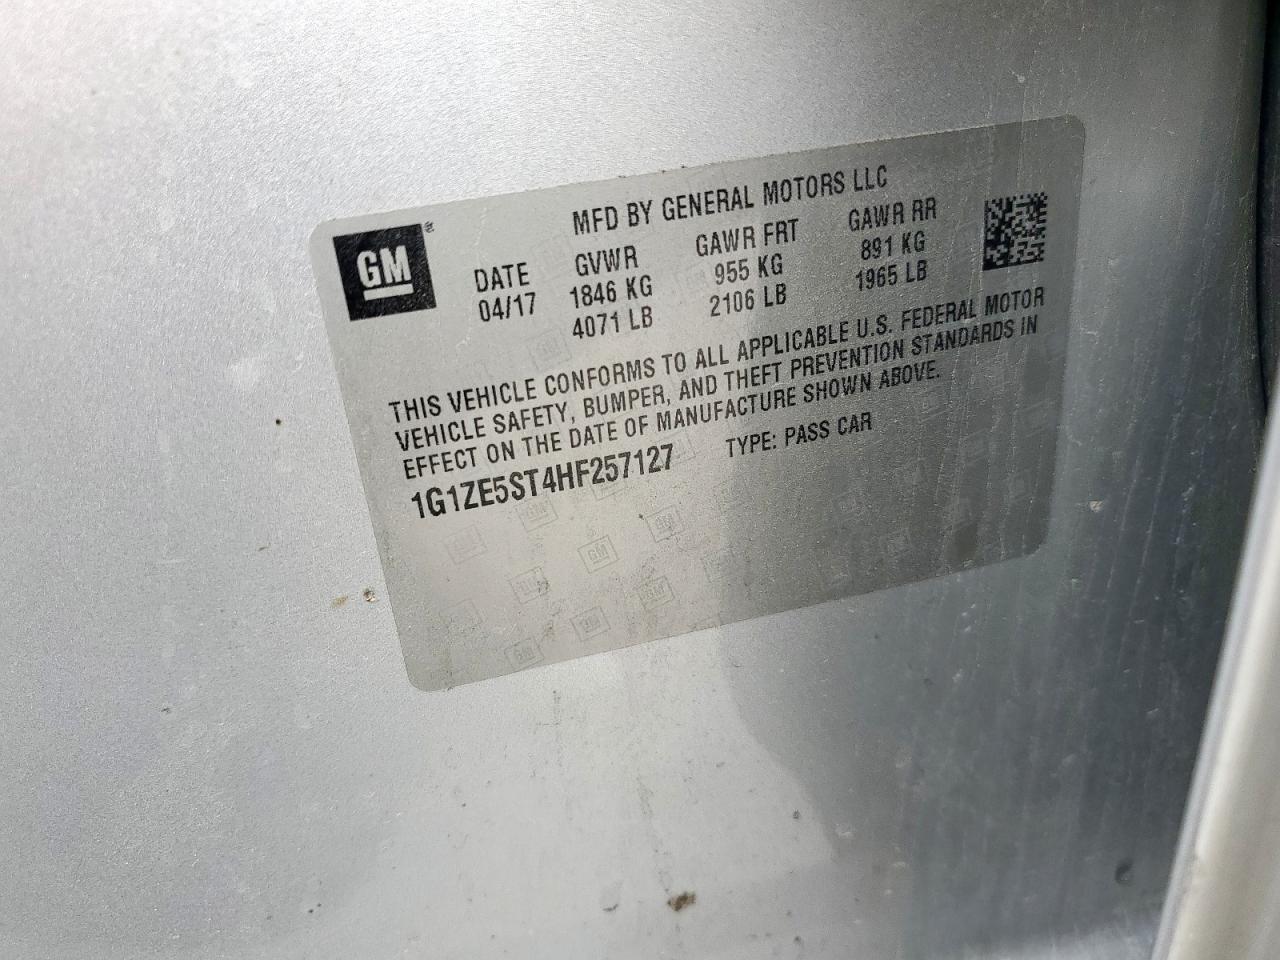 MFD BY GENERAL MOTORS LLC
GM®
DATE GVWR GAWR FRT GAWR RR
04/17 1846 KG 955 KG 891 KG
4071 LB 2106 LB 1965 LB
THIS VEHICLE CONFORMS TO ALL APPLICABLE U.S. FEDERAL MOTOR
VEHICLE SAFETY, BUMPER, AND THEFT PREVENTION STANDARDS IN
EFFECT ON THE DATE OF MANUFACTURE SHOWN ABOVE.
1G1ZE5ST4HF257127 TYPE: PASS CAR